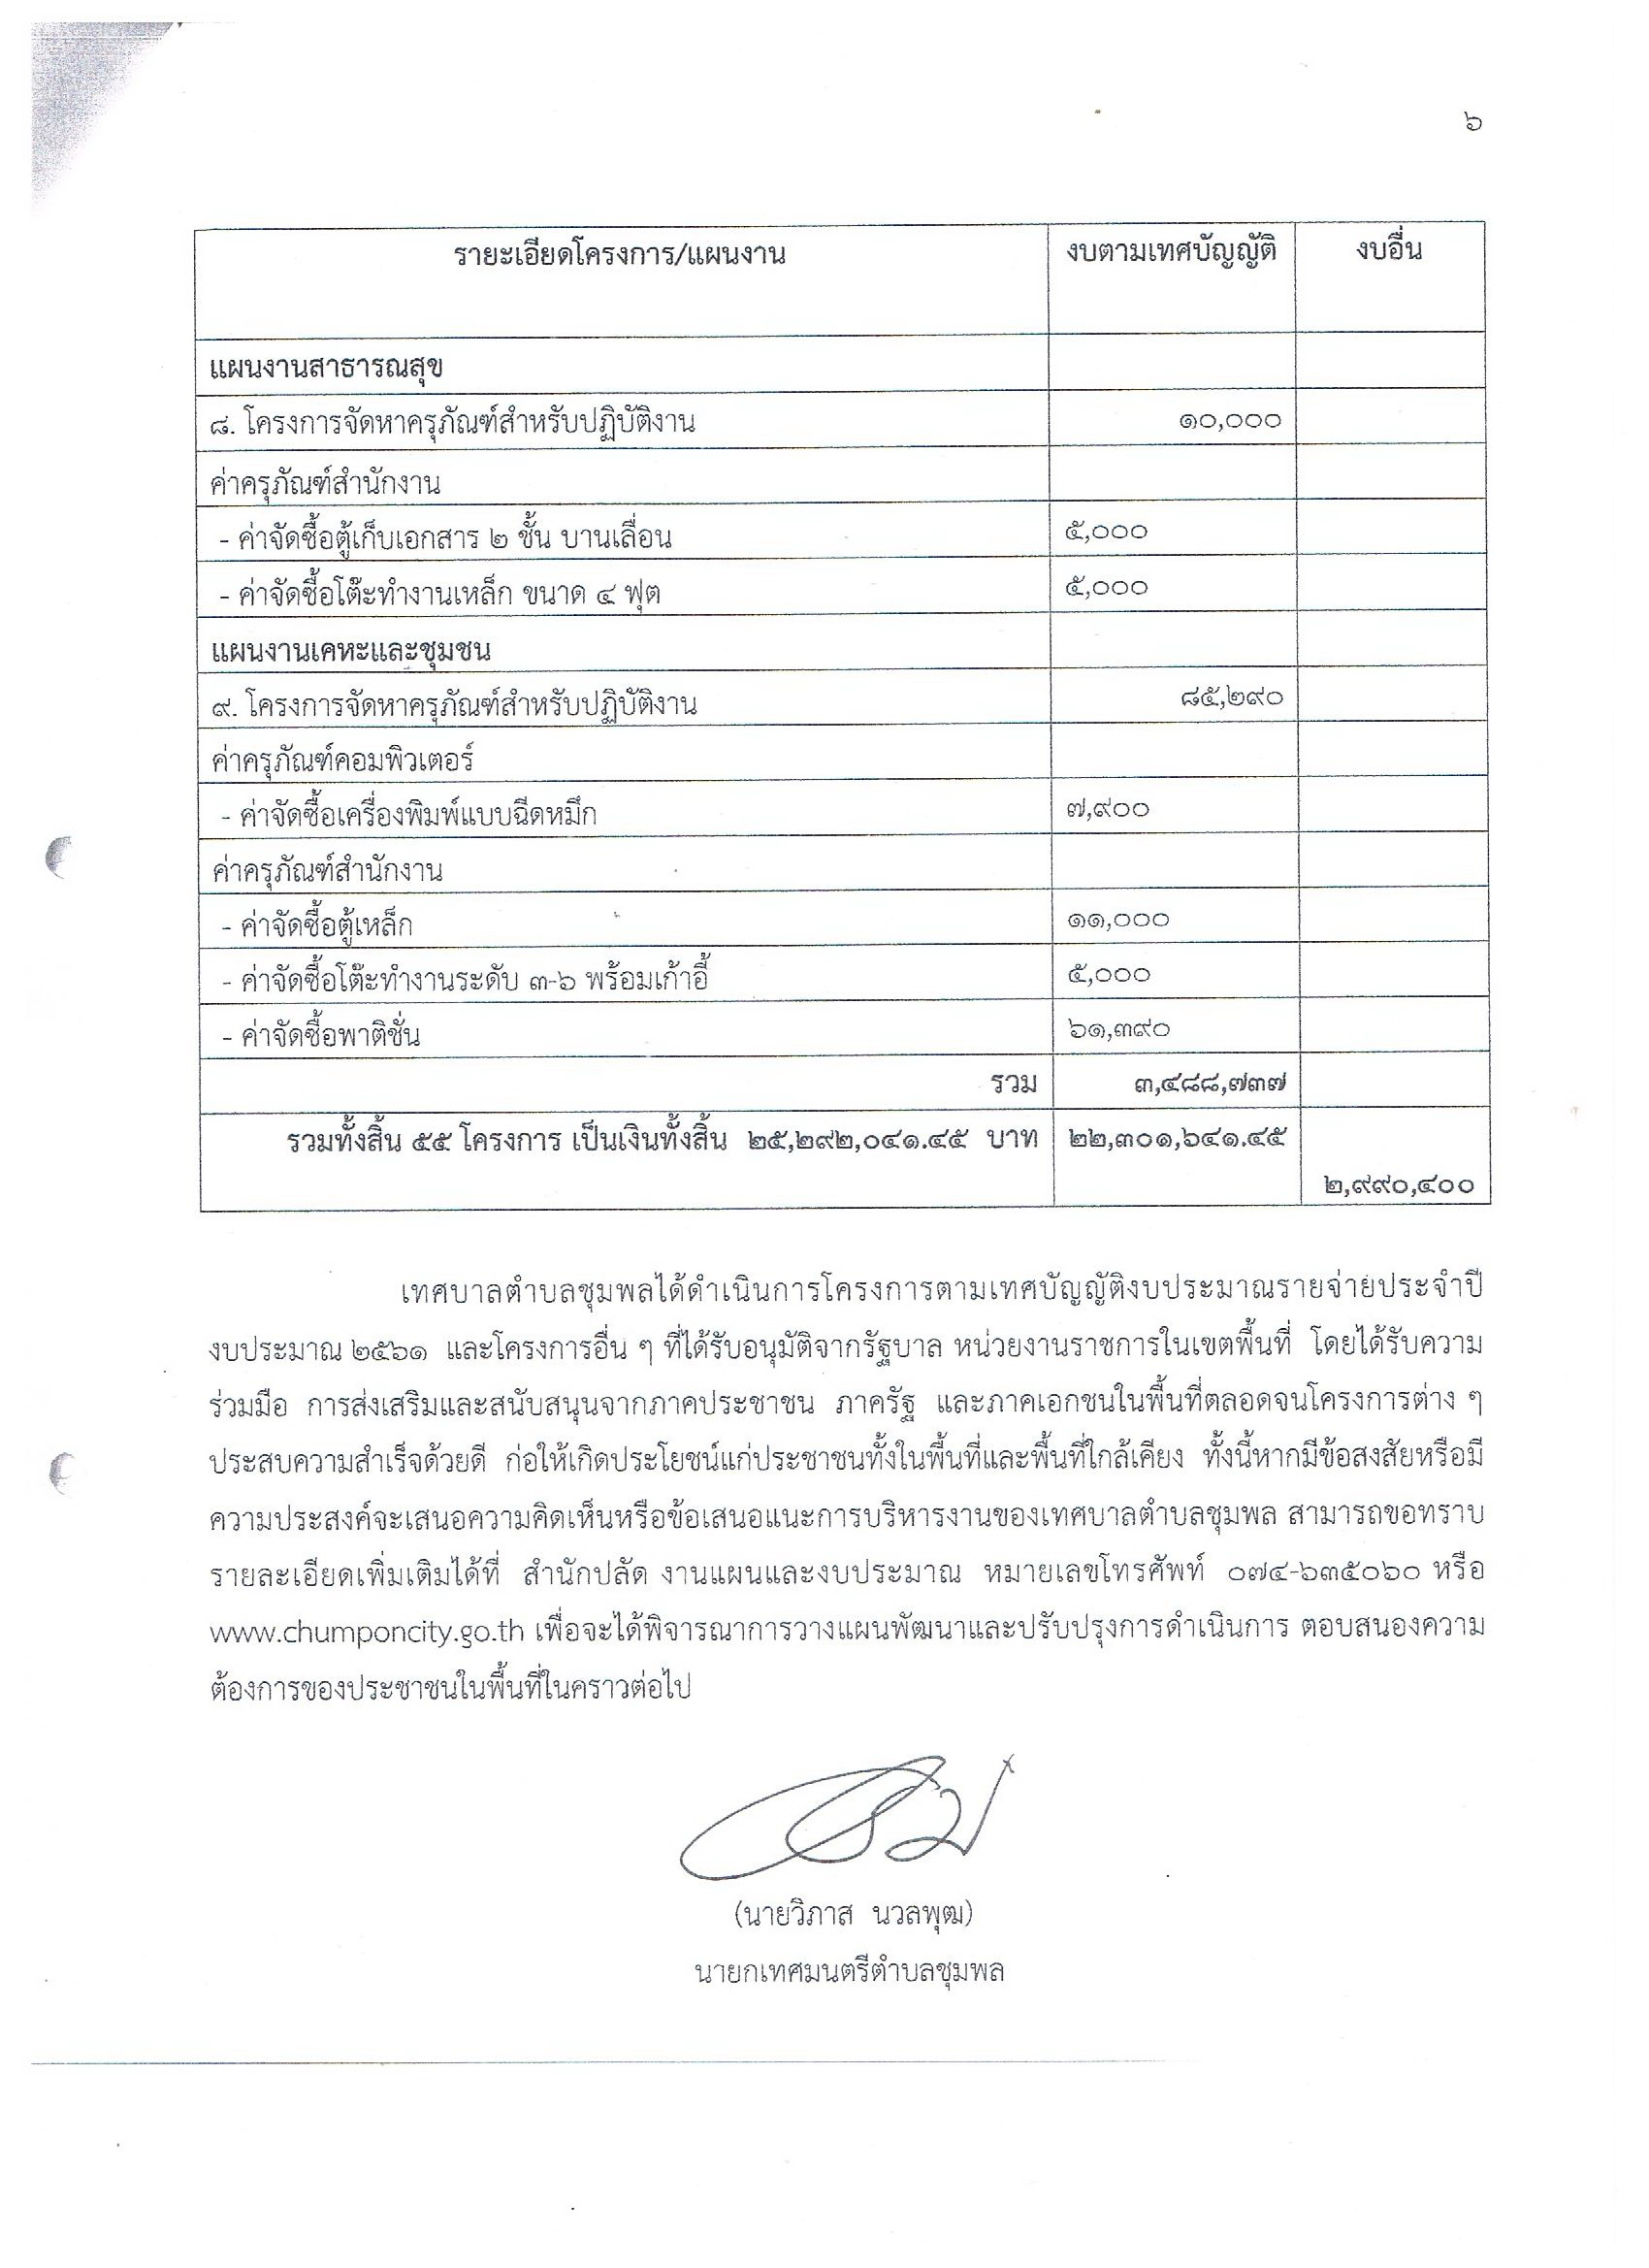 ๖
รายะเอียดโครงการ/แผนงาน งบตามเทศบัญญัติ งบอื่น
แผนงานสาธารณสุข
๘. โครงการจัดหาครุภัณฑ์สำหรับปฏิบัติงาน ๑๐,๐๐๐
ค่าครุภัณฑ์สำนักงาน
- ค่าจัดซื้อตู้เก็บเอกสาร ๒ ชั้น บานเลื่อน ๕,๐๐๐
- ค่าจัดซื้อโต๊ะทำงานเหล็ก ขนาด ๔ ฟุต ๕,๐๐๐
แผนงานเคหะและชุมชน
๙. โครงการจัดหาครุภัณฑ์สำหรับปฏิบัติงาน ๘๕,๒๙๐
ค่าครุภัณฑ์คอมพิวเตอร์
- ค่าจัดซื้อเครื่องพิมพ์แบบฉีดหมึก ๗,๙๐๐
ค่าครุภัณฑ์สำนักงาน
- ค่าจัดซื้อตู้เหล็ก ๑๑,๐๐๐
- ค่าจัดซื้อโต๊ะทำงานระดับ ๓-๖ พร้อมเก้าอี้ ๕,๐๐๐
- ค่าจัดซื้อพาติชั่น ๖๑,๓๙๐
รวม ๓,๔๘๘,๗๓๗
รวมทั้งสิ้น ๕๕ โครงการ เป็นเงินทั้งสิ้น ๒๕,๒๙๒,๐๔๑.๔๕ บาท ๒๒,๓๐๑,๖๔๑.๔๕
๒,๙๙๐,๔๐๐
เทศบาลตำบลชุมพลได้ดำเนินการโครงการตามเทศบัญญัติงบประมาณรายจ่ายประจำปี
งบประมาณ ๒๕๖๑ และโครงการอื่น ๆ ที่ได้รับอนุมัติจากรัฐบาล หน่วยงานราชการในเขตพื้นที่ โดยได้รับความ
ร่วมมือ การส่งเสริมและสนับสนุนจากภาคประชาชน ภาครัฐ และภาคเอกชนในพื้นที่ตลอดจนโครงการต่าง ๆ
ประสบความสำเร็จด้วยดี ก่อให้เกิดประโยชน์แก่ประชาชนทั้งในพื้นที่และพื้นที่ใกล้เคียง ทั้งนี้หากมีข้อสงสัยหรือมี
ความประสงค์จะเสนอความคิดเห็นหรือข้อเสนอแนะการบริหารงานของเทศบาลตำบลชุมพล สามารถขอทราบ
รายละเอียดเพิ่มเติมได้ที่ สำนักปลัด งานแผนและงบประมาณ หมายเลขโทรศัพท์ ๐๗๔-๖๓๕๐๖๐ หรือ
www.chumponcity.go.th เพื่อจะได้พิจารณาการวางแผนพัฒนาและปรับปรุงการดำเนินการ ตอบสนองความ
ต้องการของประชาชนในพื้นที่ในคราวต่อไป
(นายวิภาส นวลพุฒ)
นายกเทศมนตรีตำบลชุมพล